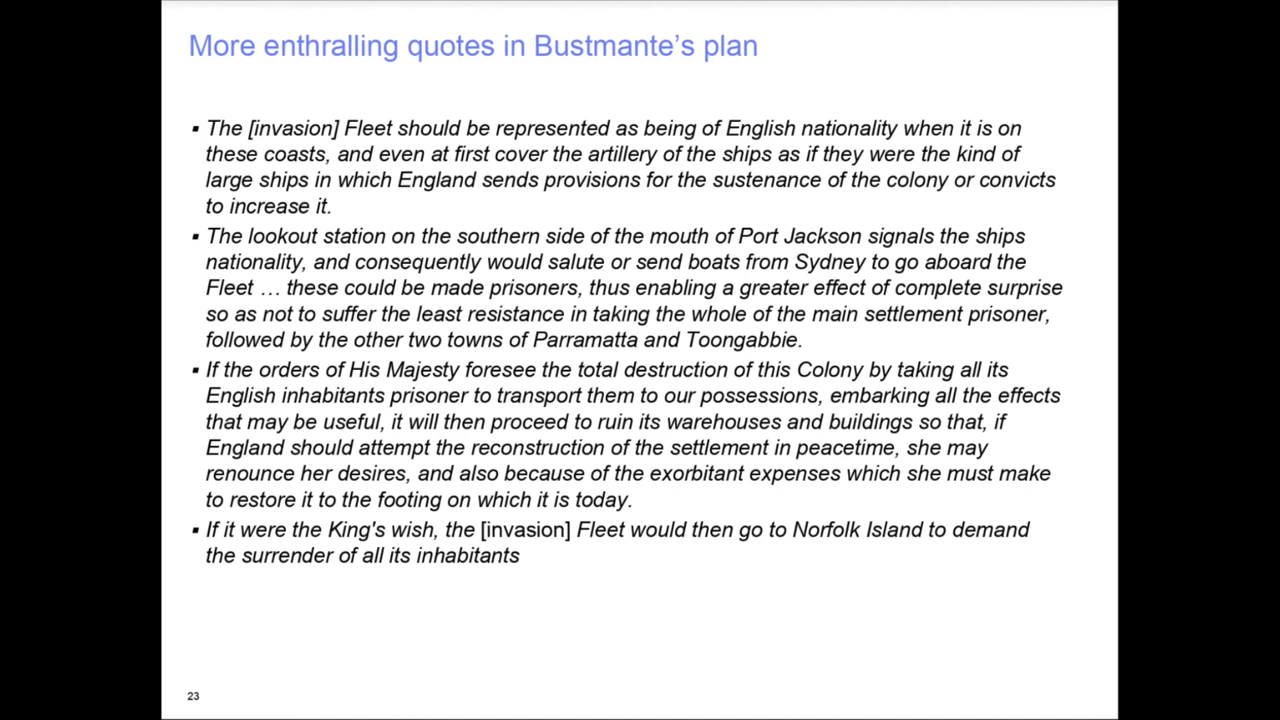 More enthralling quotes in Bustmante’s plan
▪ The [invasion] Fleet should be represented as being of English nationality when it is on
these coasts, and even at first cover the artillery of the ships as if they were the kind of
large ships in which England sends provisions for the sustenance of the colony or convicts
to increase it.
▪ The lookout station on the southern side of the mouth of Port Jackson signals the ships
nationality, and consequently would salute or send boats from Sydney to go aboard the
Fleet … these could be made prisoners, thus enabling a greater effect of complete surprise
so as not to suffer the least resistance in taking the whole of the main settlement prisoner,
followed by the other two towns of Parramatta and Toongabbie.
▪ If the orders of His Majesty foresee the total destruction of this Colony by taking all its
English inhabitants prisoner to transport them to our possessions, embarking all the effects
that may be useful, it will then proceed to ruin its warehouses and buildings so that, if
England should attempt the reconstruction of the settlement in peacetime, she may
renounce her desires, and also because of the exorbitant expenses which she must make
to restore it to the footing on which it is today.
▪ If it were the King's wish, the [invasion] Fleet would then go to Norfolk Island to demand
the surrender of all its inhabitants
23